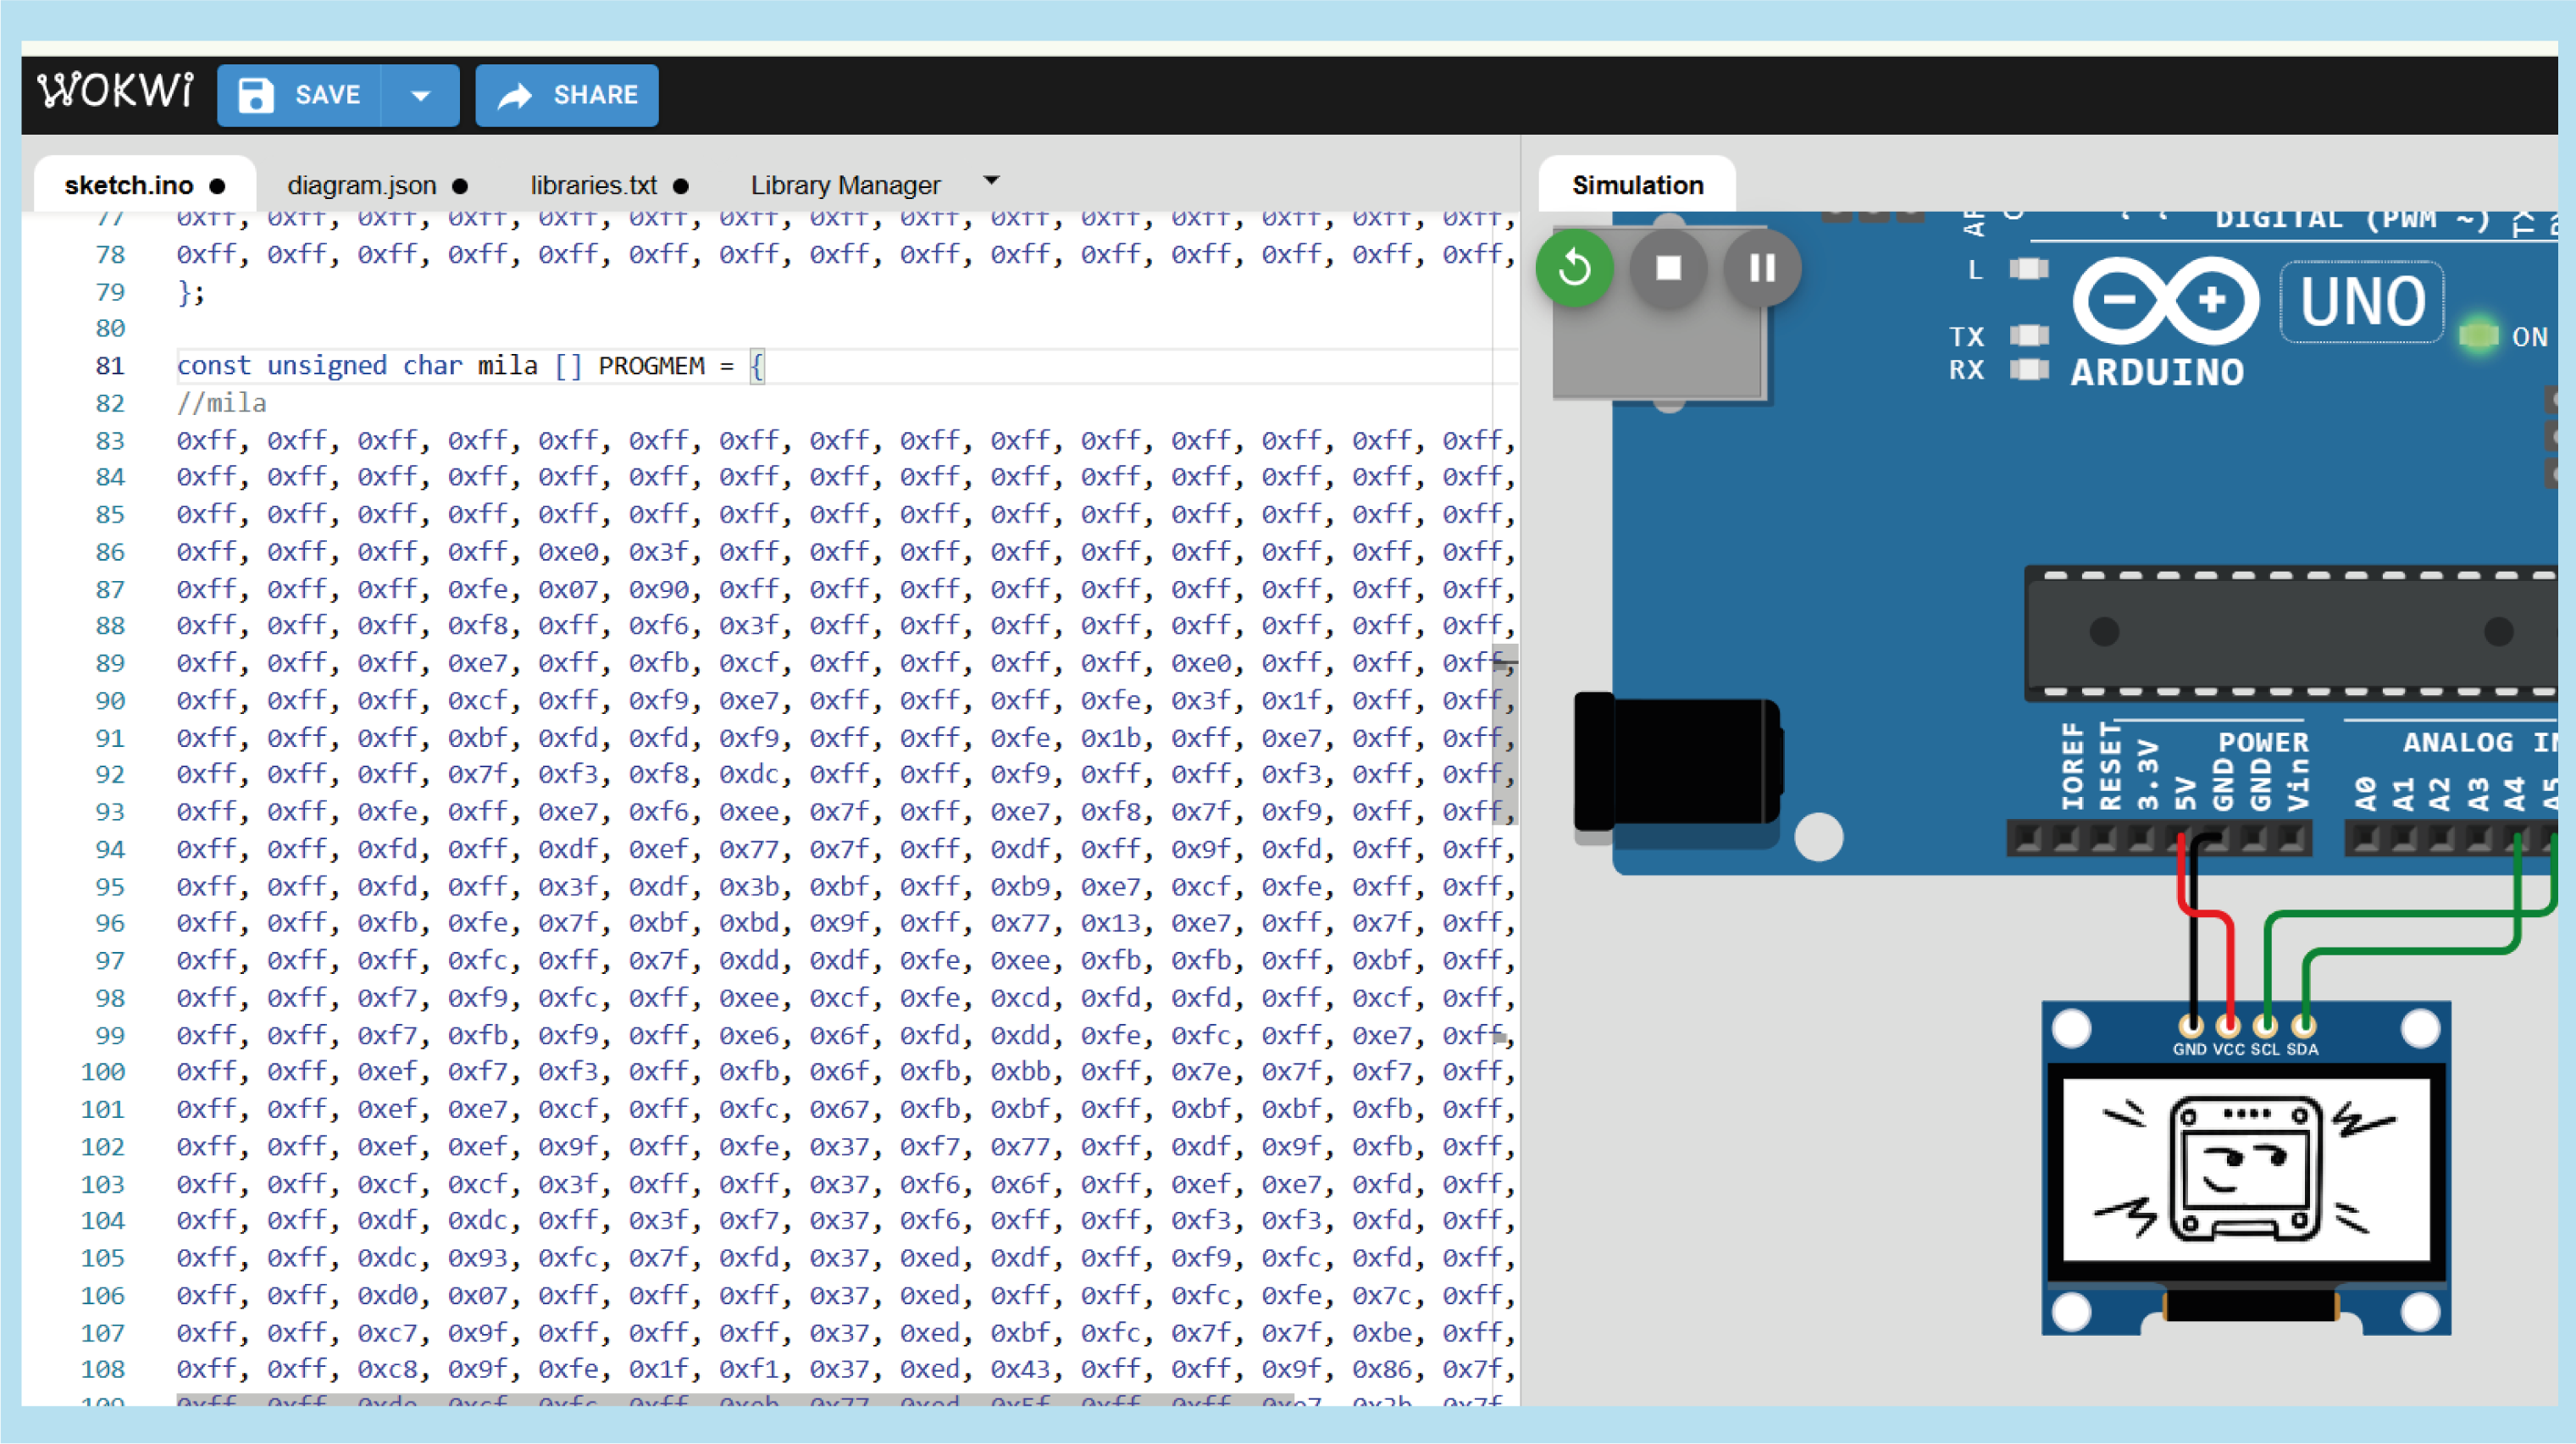 WOKWi SAVE SHARE
sketch.ino diagram.json libraries.txt Library Manager
77 0xff, 0xff, 0xff, 0xff, 0xff, 0xff, 0xff, 0xff, 0xff, 0xff, 0xff, 0xff, 0xff, 0xff, 0xff,
78 0xff, 0xff, 0xff, 0xff, 0xff, 0xff, 0xff, 0xff, 0xff, 0xff, 0xff, 0xff, 0xff, 0xff, 0xff,
79 };
80
81 const unsigned char mila [] PROGMEM = {
82 //mila
83 0xff, 0xff, 0xff, 0xff, 0xff, 0xff, 0xff, 0xff, 0xff, 0xff, 0xff, 0xff, 0xff, 0xff, 0xff,
84 0xff, 0xff, 0xff, 0xff, 0xff, 0xff, 0xff, 0xff, 0xff, 0xff, 0xff, 0xff, 0xff, 0xff, 0xff,
85 0xff, 0xff, 0xff, 0xff, 0xff, 0xff, 0xff, 0xff, 0xff, 0xff, 0xff, 0xff, 0xff, 0xff, 0xff,
86 0xff, 0xff, 0xff, 0xff, 0xe0, 0x3f, 0xff, 0xff, 0xff, 0xff, 0xff, 0xff, 0xff, 0xff, 0xff,
87 0xff, 0xff, 0xff, 0xfe, 0x07, 0x90, 0xff, 0xff, 0xff, 0xff, 0xff, 0xff, 0xff, 0xff, 0xff,
88 0xff, 0xff, 0xff, 0xf8, 0xff, 0xf6, 0x3f, 0xff, 0xff, 0xff, 0xff, 0xff, 0xff, 0xff, 0xff,
89 0xff, 0xff, 0xff, 0xe7, 0xff, 0xfb, 0xcf, 0xff, 0xff, 0xff, 0xff, 0xe0, 0xff, 0xff, 0xff,
90 0xff, 0xff, 0xff, 0xcf, 0xff, 0xf9, 0xe7, 0xff, 0xff, 0xff, 0xfe, 0x3f, 0x1f, 0xff, 0xff,
91 0xff, 0xff, 0xff, 0xbf, 0xfd, 0xfd, 0xf9, 0xff, 0xff, 0xfe, 0x1b, 0xff, 0xe7, 0xff, 0xff,
92 0xff, 0xff, 0xff, 0x7f, 0xf3, 0xf8, 0xdc, 0xff, 0xff, 0xf9, 0xff, 0xff, 0xf3, 0xff, 0xff,
93 0xff, 0xff, 0xfe, 0xff, 0xe7, 0xf6, 0xee, 0x7f, 0xff, 0xe7, 0xf8, 0x7f, 0xf9, 0xff, 0xff,
94 0xff, 0xff, 0xfd, 0xff, 0xdf, 0xef, 0x77, 0x7f, 0xff, 0xdf, 0xff, 0x9f, 0xfd, 0xff, 0xff,
95 0xff, 0xff, 0xfd, 0xff, 0x3f, 0xdf, 0x3b, 0xbf, 0xff, 0xb9, 0xe7, 0xcf, 0xfe, 0xff, 0xff,
96 0xff, 0xff, 0xfb, 0xfe, 0x7f, 0xbf, 0xbd, 0x9f, 0xff, 0x77, 0x13, 0xe7, 0xff, 0x7f, 0xff,
97 0xff, 0xff, 0xff, 0xfc, 0xff, 0x7f, 0xdd, 0xdf, 0xfe, 0xee, 0xfb, 0xfb, 0xff, 0xbf, 0xff,
98 0xff, 0xff, 0xf7, 0xf9, 0xfc, 0xff, 0xee, 0xcf, 0xfe, 0xcd, 0xfd, 0xfd, 0xff, 0xcf, 0xff,
99 0xff, 0xff, 0xf7, 0xfb, 0xf9, 0xff, 0xe6, 0x6f, 0xfd, 0xdd, 0xfe, 0xfc, 0xff, 0xe7, 0xff,
100 0xff, 0xff, 0xef, 0xf7, 0xf3, 0xff, 0xfb, 0x6f, 0xfb, 0xbb, 0xff, 0x7e, 0x7f, 0xf7, 0xff,
101 0xff, 0xff, 0xef, 0xe7, 0xcf, 0xff, 0xfc, 0x67, 0xfb, 0xbf, 0xff, 0xbf, 0xbf, 0xfb, 0xff,
102 0xff, 0xff, 0xef, 0xef, 0x9f, 0xff, 0xfe, 0x37, 0xf7, 0x77, 0xff, 0xdf, 0x9f, 0xfb, 0xff,
103 0xff, 0xff, 0xcf, 0xcf, 0x3f, 0xff, 0xff, 0x37, 0xf6, 0x6f, 0xff, 0xef, 0xe7, 0xfd, 0xff,
104 0xff, 0xff, 0xdf, 0xdc, 0xff, 0x3f, 0xf7, 0x37, 0xf6, 0xff, 0xff, 0xf3, 0xf3, 0xfd, 0xff,
105 0xff, 0xff, 0xdc, 0x93, 0xfc, 0x7f, 0xfd, 0x37, 0xed, 0xdf, 0xff, 0xf9, 0xfc, 0xfd, 0xff,
106 0xff, 0xff, 0xd0, 0x07, 0xff, 0xff, 0xff, 0x37, 0xed, 0xff, 0xff, 0xfc, 0xfe, 0x7c, 0xff,
107 0xff, 0xff, 0xc7, 0x9f, 0xff, 0xff, 0xff, 0x37, 0xed, 0xbf, 0xfc, 0x7f, 0x7f, 0xbe, 0xff,
108 0xff, 0xff, 0xc8, 0x9f, 0xfe, 0x1f, 0xf1, 0x37, 0xed, 0x43, 0xff, 0xff, 0x9f, 0x86, 0x7f,
Simulation
DIGITAL (PWM ~)
L
UNO
TX
ON
RX
ARDUINO
POWER
ANALOG
IOREF
RESET
3.3V
5V
GND
GND
Vin
A0
A1
A2
A3
A4
A5
GND VCC SCL SDA